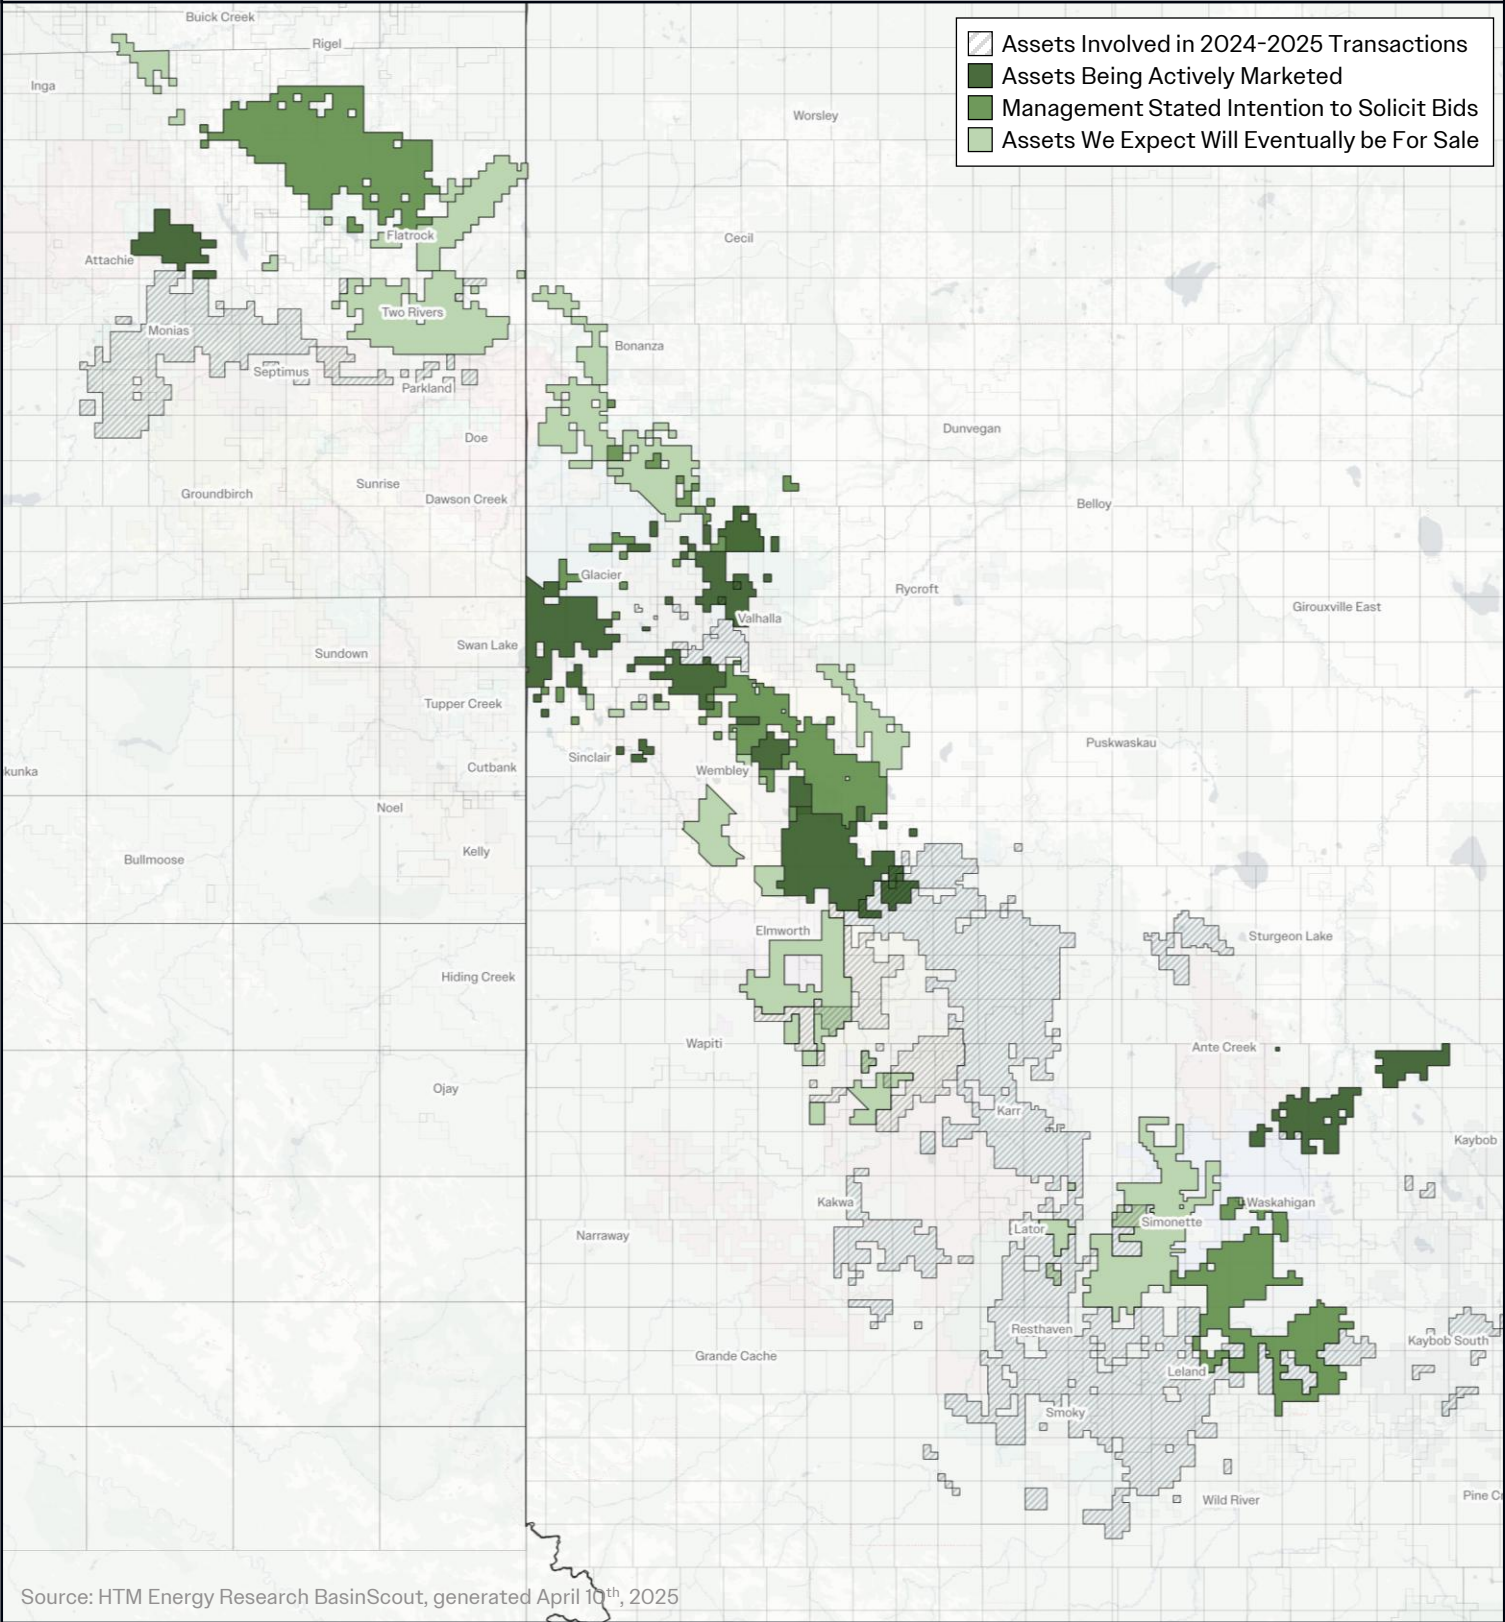 Buick Creek
Rigel
Inga
Assets Involved in 2024-2025 Transactions
Assets Being Actively Marketed
Management Stated Intention to Solicit Bids
Assets We Expect Will Eventually be For Sale
Worsley
Flatrock
Cecil
Attachie
Two Rivers
Monias
Bonanza
Septimus
Parkland
Dunvegan
Doe
Sunrise
Groundbirch
Dawson Creek
Belloy
Glacier
Rycroft
Girouxville East
Valhalla
Swan Lake
Sundown
Tupper Creek
Puskwaskau
Sinclair
Cutbank
Wembley
kunka
Noel
Kelly
Bullmoose
Elmworth
Sturgeon Lake
Hiding Creek
Wapiti
Ante Creek
Ojay
Karr
Kaybob
Kakwa
Waskahigan
Simonette
Lator
Narraway
Resthaven
Kaybob South
Grande Cache
Leland
Smoky
Pine C
Wild River
Source: HTM Energy Research BasinScout, generated April 10th, 2025